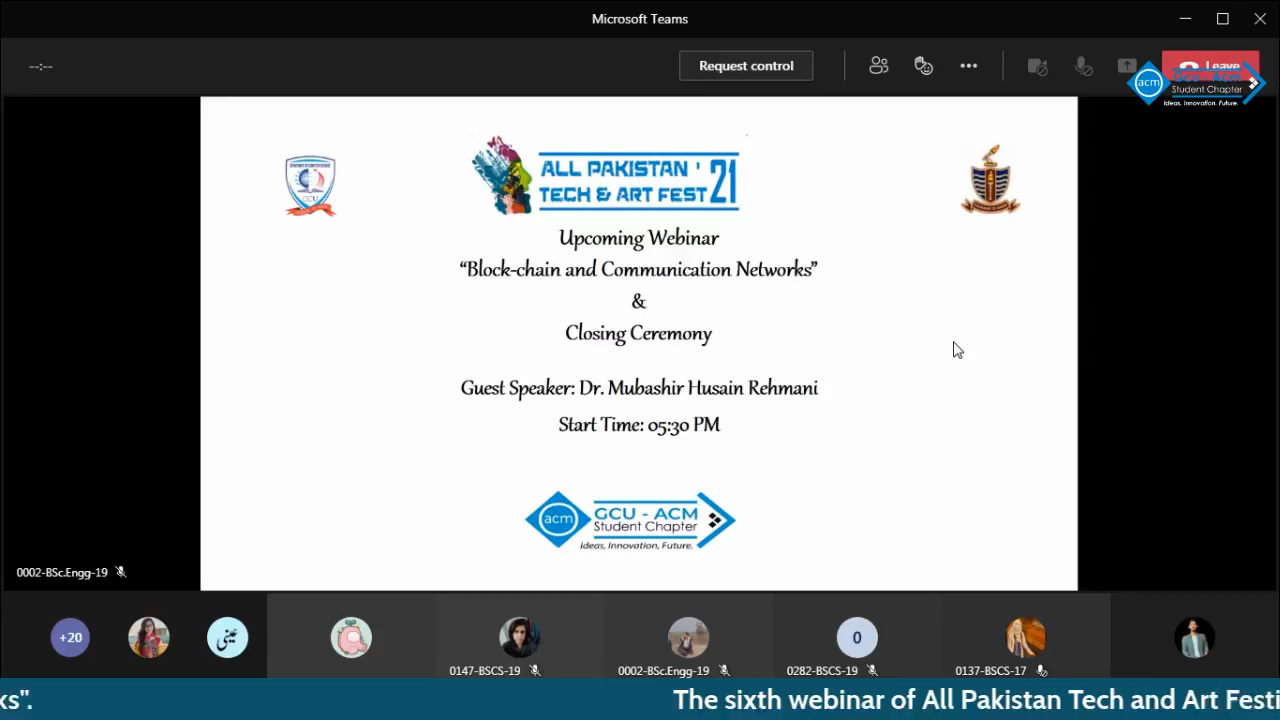 Microsoft Teams
--:--
Request control
Leave
acm
GCU - ACM
Student Chapter
Ideas. Innovation. Future.
ALL PAKISTAN ' 21
TECH & ART FEST
Upcoming Webinar
“Block-chain and Communication Networks”
&
Closing Ceremony
Guest Speaker: Dr. Mubashir Husain Rehmani
Start Time: 05:30 PM
acm
GCU - ACM
Student Chapter
Ideas, Innovation, Future.
0002-BSc.Engg-19
+20
عینی
0
0147-BSCS-19
0002-BSc.Engg-19
0282-BSCS-19
0137-BSCS-17
ks".
The sixth webinar of All Pakistan Tech and Art Festi